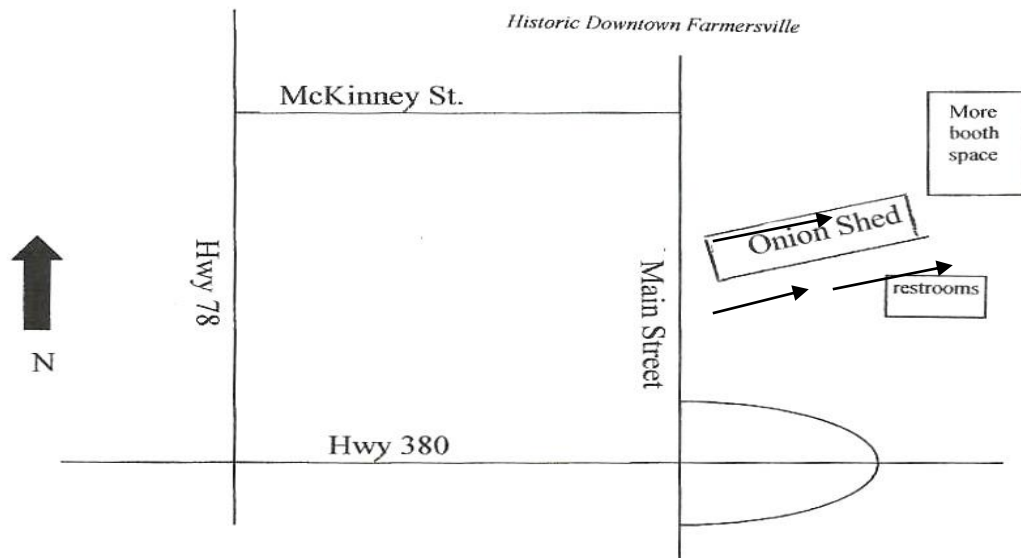 Historic Downtown Farmersville
McKinney St.
More
booth
space
Onion Shed
Hwy 78
Main Street
restrooms
N
Hwy 380